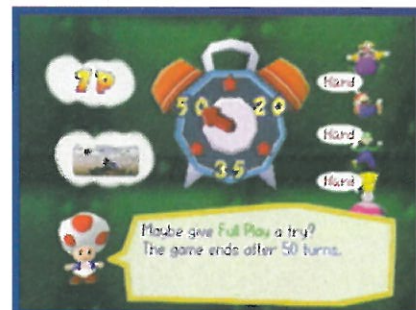 1P
50 20
35
Hard
Hard
Hard
Maybe give Full Play a try?
The game ends after 50 turns.